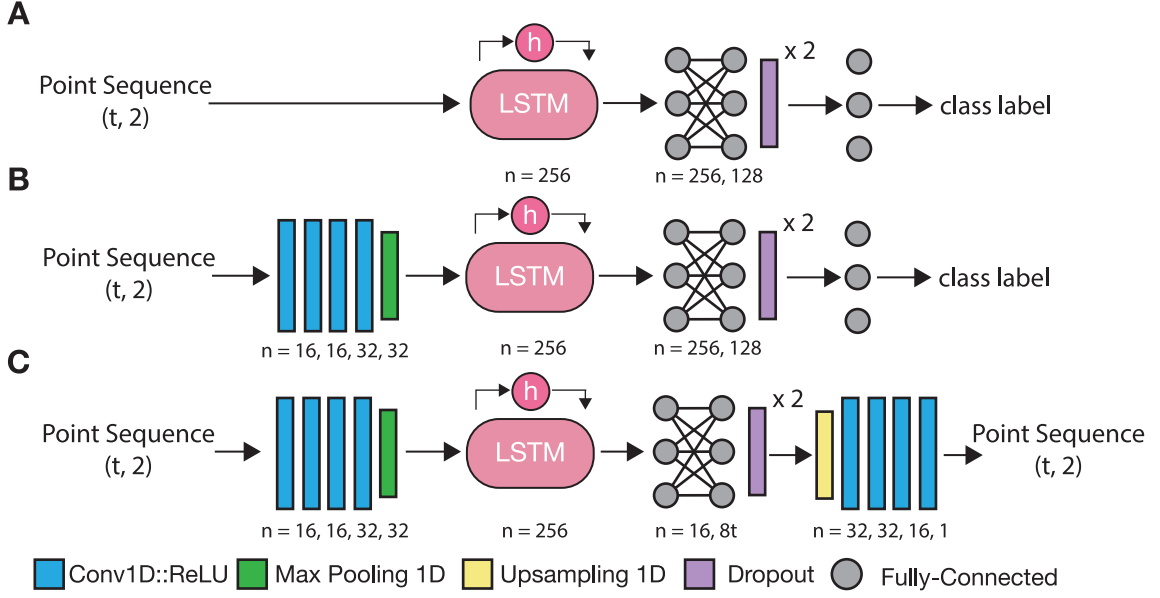 A
Point Sequence
(t, 2)
h
LSTM
x 2
class label
n = 256
n = 256, 128
B
Point Sequence
(t, 2)
h
LSTM
x 2
class label
n = 16, 16, 32, 32
n = 256
n = 256, 128
C
Point Sequence
(t, 2)
h
LSTM
x 2
Point Sequence
(t, 2)
n = 16, 16, 32, 32
n = 256
n = 16, 8t
n = 32, 32, 16, 1
Conv1D::ReLU
Max Pooling 1D
Upsampling 1D
Dropout
Fully-Connected